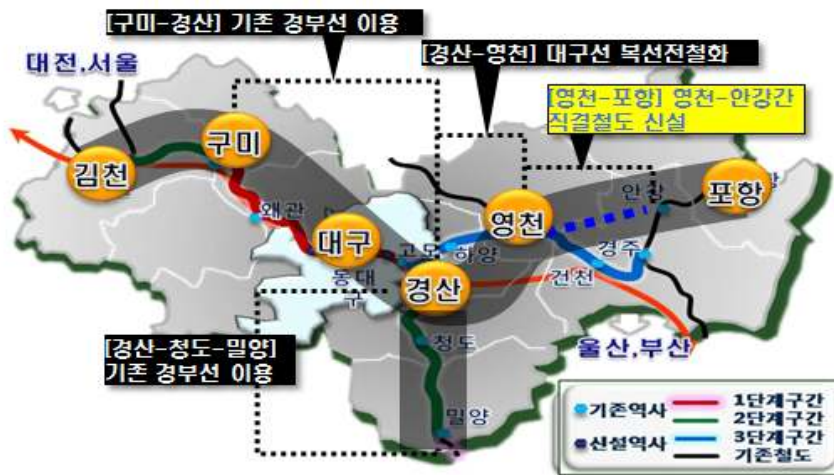 [구미-경산] 기존 경부선 이용
[경산-영천] 대구선 복선전철화
대전,서울
[영천-포항] 영천-안강간
직결철도 신설
구미
김천
포항
안강
왜관
영천
대구
고모
하양
경주
동대
구
경산
건천
[경산-청도-밀양]
기존 경부선 이용
청도
울산,부산
밀양
기존역사
신설역사
1단계구간
2단계구간
3단계구간
기존철도